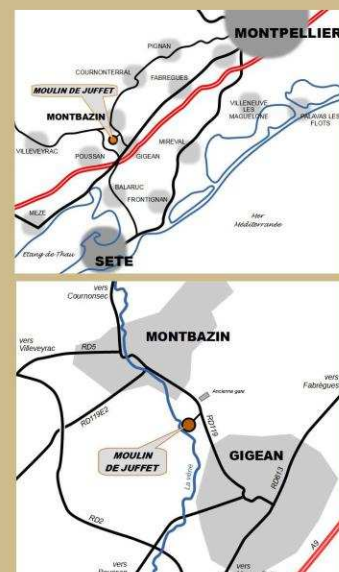 MONTPELLIER
PIGNAN
COURNONTERRAL
FABREGUES
MOULIN DE JUFFET
MONTBAZIN
VILLENEUVE
LES
MAGUELONE
PALAVAS LES
FLOTS
VILLEVEYRAC
POUSSAN
GIGEAN
MIREVAL
BALARUC
FRONTIGNAN
MEZE
Mer
Méditerranée
Etang de Thau
SETE
vers
Cournonsec
MONTBAZIN
vers
Villeveyrac
RD5
vers
Fabrègues
Ancienne gare
RD119E2
RD119
MOULIN
DE JUFFET
GIGEAN
La vène
RD613
RD2
A9
vers
vers